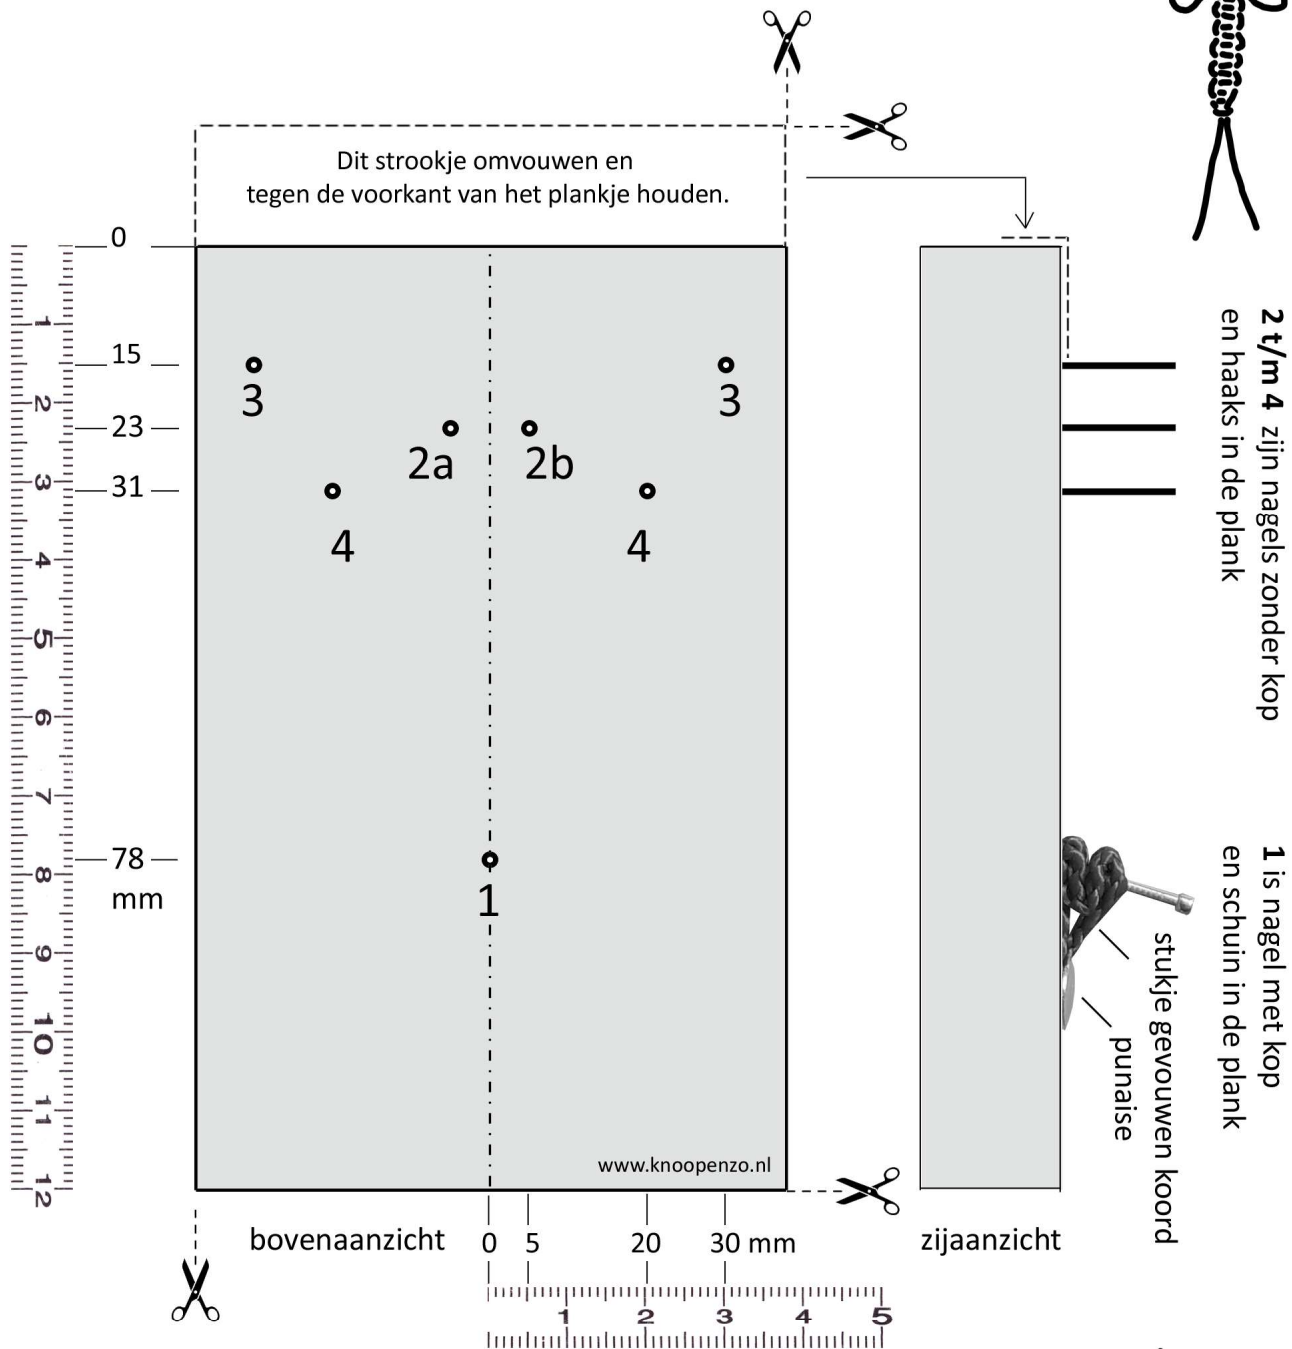 Dit strookje omvouwen en
tegen de voorkant van het plankje houden.
0
15
23
31
78
mm
3
3
2a
2b
4
4
1
www.knoopenzo.nl
bovenaanzicht
0
5
20
30 mm
zijaanzicht
1
2
3
4
5
6
7
8
9
10
11
12
1
2
3
4
5
2 t/m 4 zijn nagels zonder kop
en haaks in de plank
1 is nagel met kop
en schuin in de plank
stukje gevouwen koord
punaise